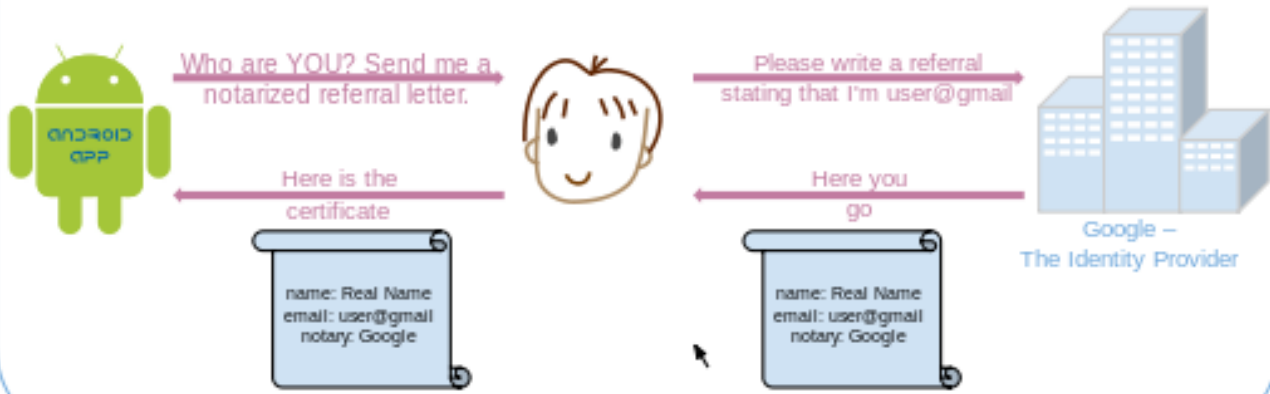 Who are YOU? Send me a
notarized referral letter.
Please write a referral
stating that I'm user@gmail
ANDROID
APP
Here is the
certificate
Here you
go
Google –
The Identity Provider
name: Real Name
email: user@gmail
notary: Google
name: Real Name
email: user@gmail
notary: Google